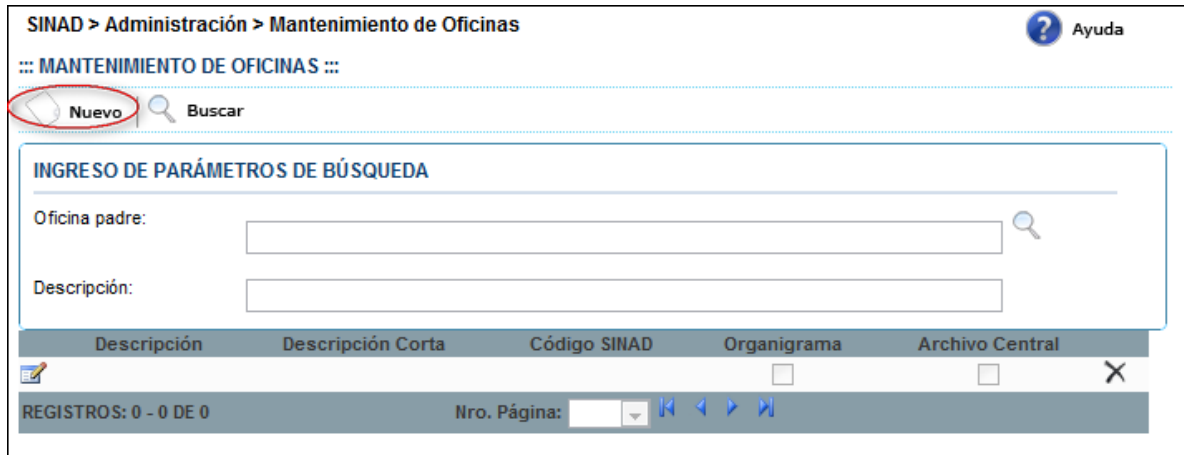 SINAD > Administración > Mantenimiento de Oficinas
Ayuda
::: MANTENIMIENTO DE OFICINAS :::
Nuevo Buscar
INGRESO DE PARÁMETROS DE BÚSQUEDA
Oficina padre:
Descripción:
Descripción Descripción Corta Código SINAD Organigrama Archivo Central
REGISTROS: 0 - 0 DE 0 Nro. Página: